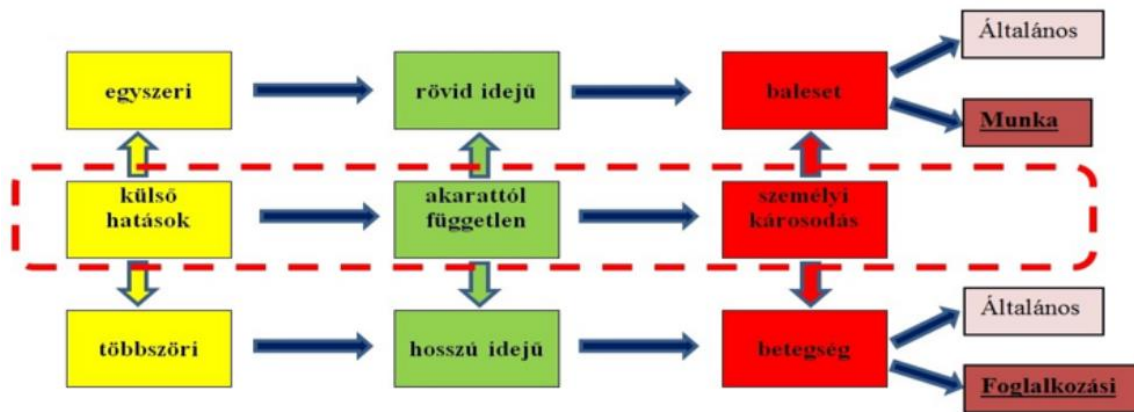 Általános
egyszeri
rövid idejű
baleset
Munka
külső
hatások
akarattól
független
személyi
károsodás
Általános
többszöri
hosszú idejű
betegség
Foglalkozási